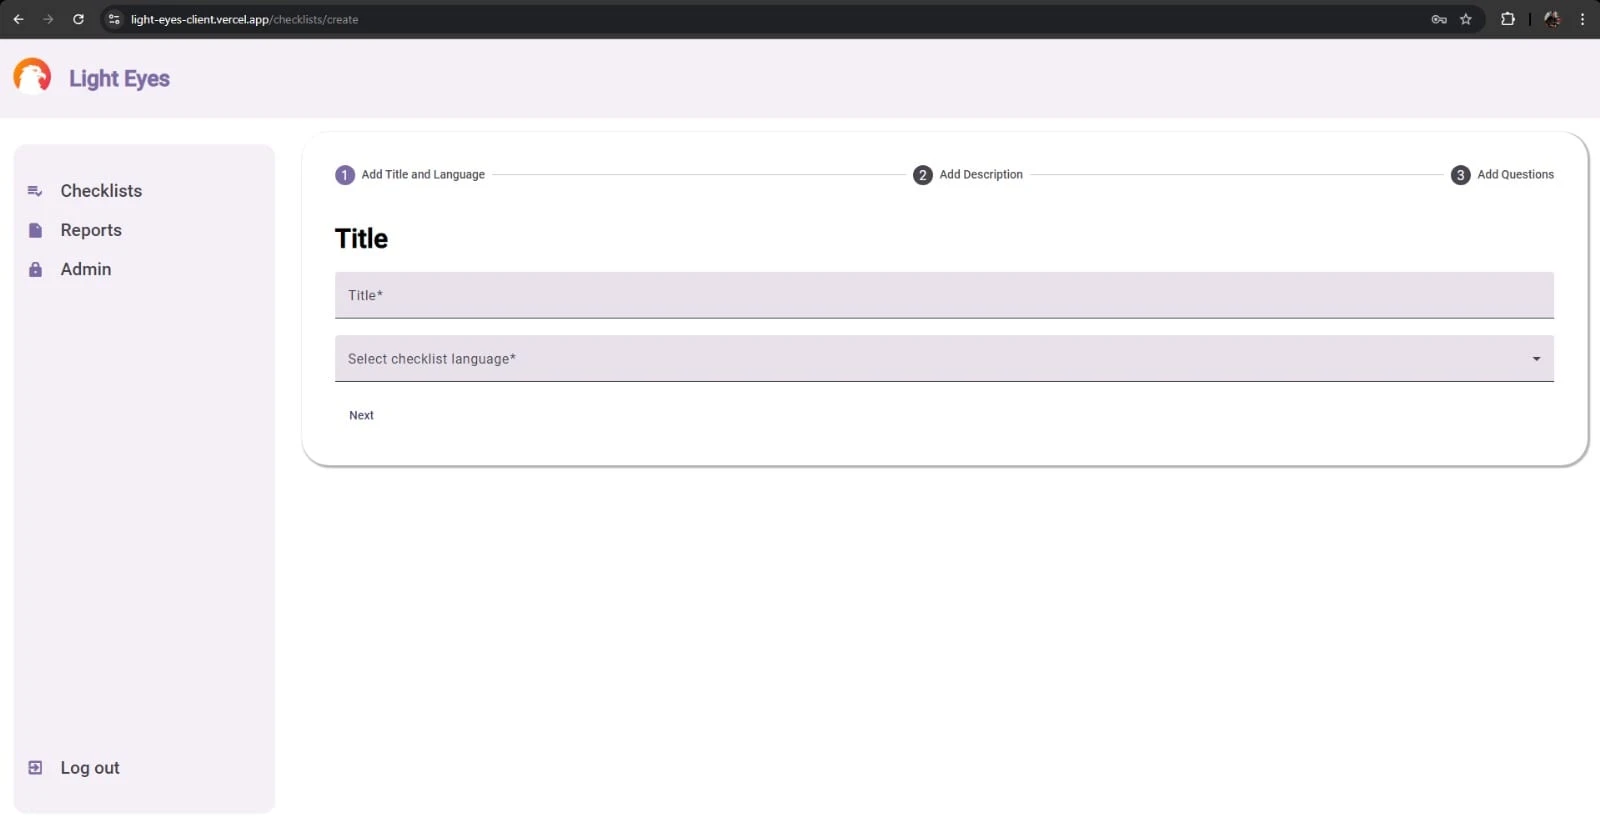 light-eyes-client.vercel.app/checklists/create
Light Eyes
Checklists
Reports
Admin
Log out
1 Add Title and Language
2 Add Description
3 Add Questions
Title
Title*
Select checklist language*
Next